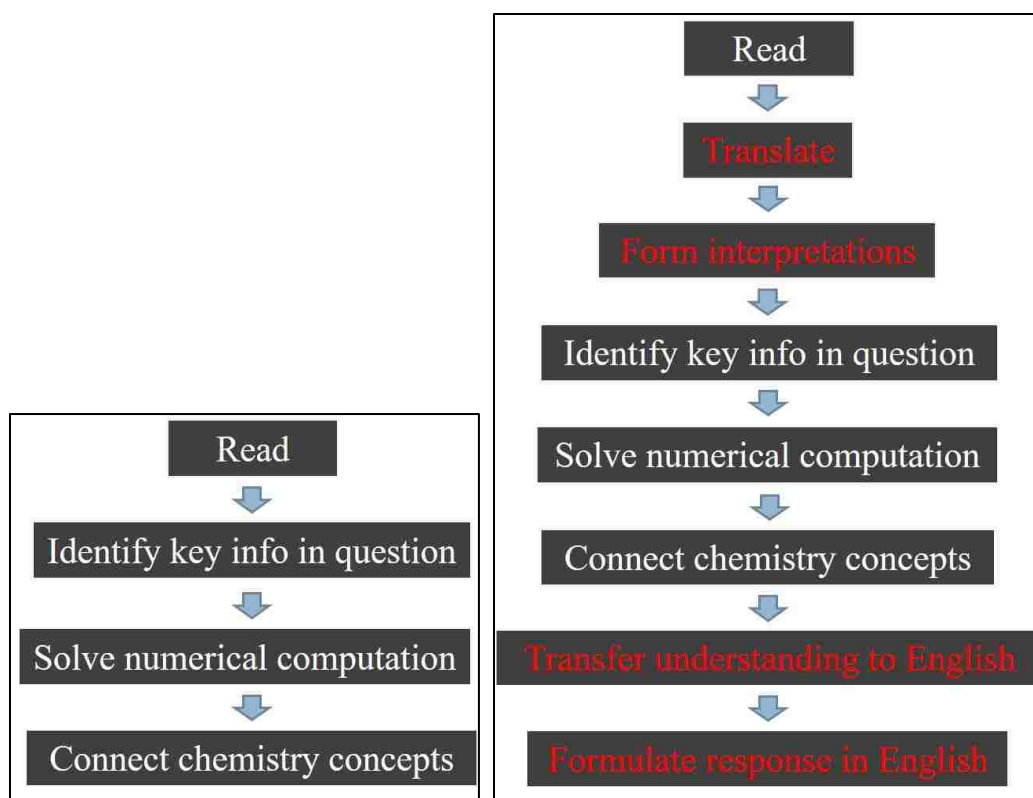 Read
Identify key info in question
Solve numerical computation
Connect chemistry concepts
Read
Translate
Form interpretations
Identify key info in question
Solve numerical computation
Connect chemistry concepts
Transfer understanding to English
Formulate response in English